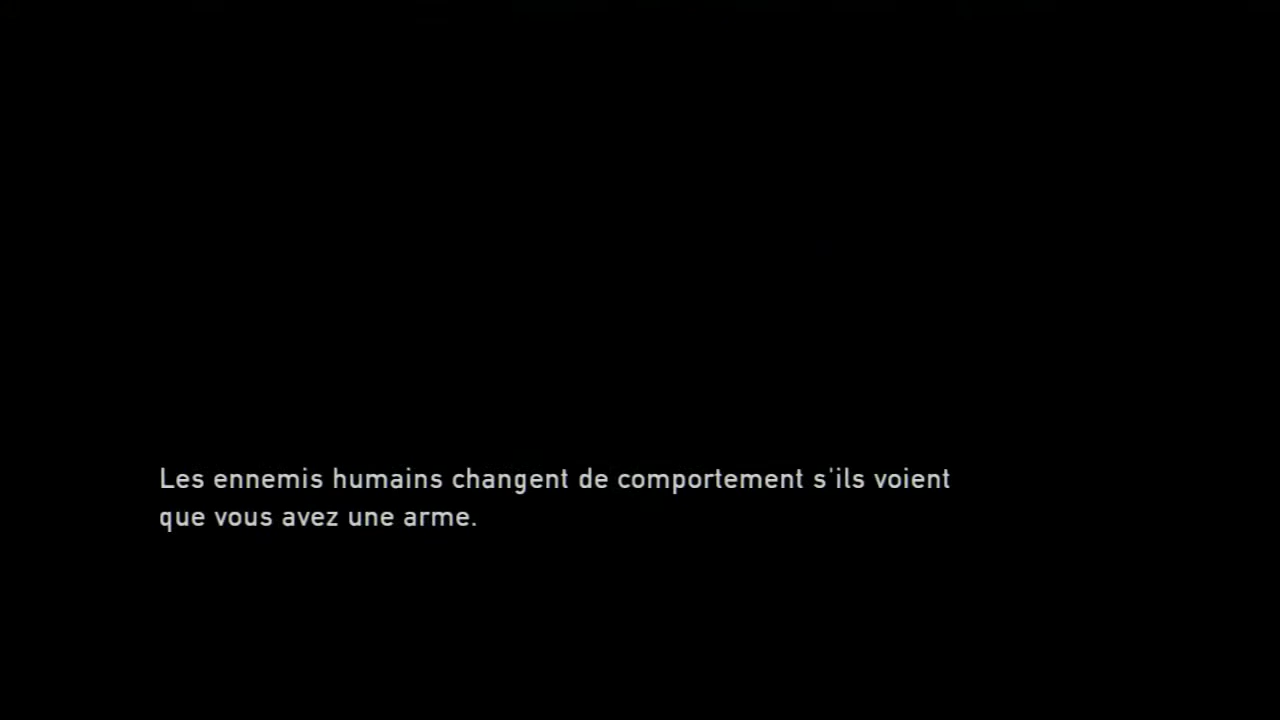 Les ennemis humains changent de comportement s'ils voient
que vous avez une arme.